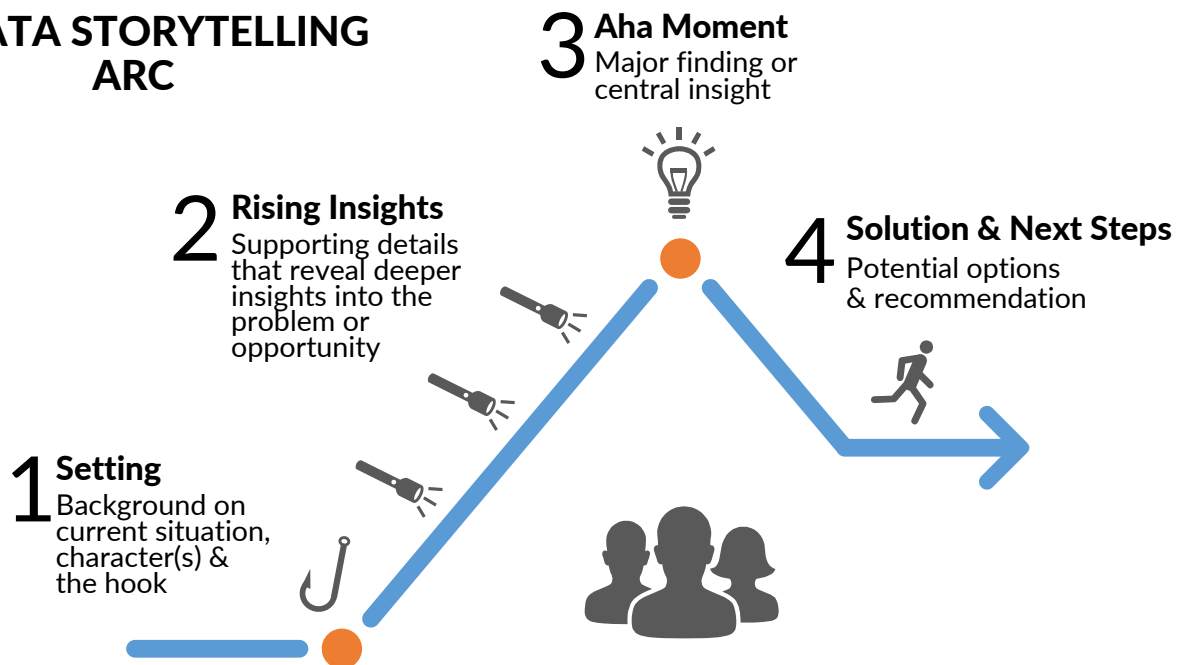 ATA STORYTELLING
ARC
3 Aha Moment
Major finding or
central insight
2 Rising Insights
Supporting details
that reveal deeper
insights into the
problem or
opportunity
4 Solution & Next Steps
Potential options
& recommendation
1 Setting
Background on
current situation,
character(s) &
the hook